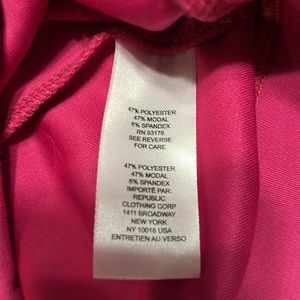 47% POLYESTER
47% MODAL
6% SPANDEX
RN 93178
SEE REVERSE
FOR CARE
47% POLYESTER
47% MODAL
6% SPANDEX
IMPORTÉ PAR:
REPUBLIC
CLOTHING CORP
1411 BROADWAY
NEW YORK
NY 10018 USA
ENTRETIEN AU VERSO